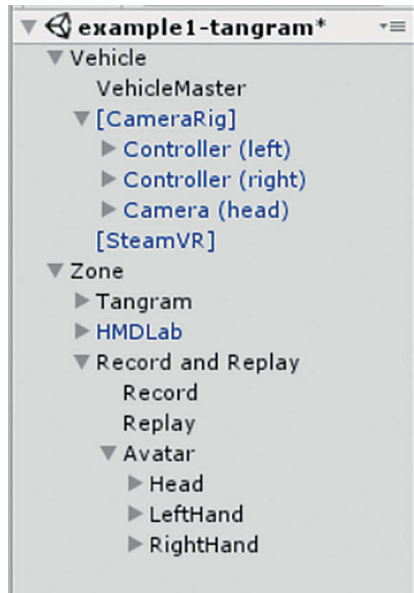 example1-tangram*
Vehicle
VehicleMaster
[CameraRig]
Controller (left)
Controller (right)
Camera (head)
[SteamVR]
Zone
Tangram
HMDLab
Record and Replay
Record
Replay
Avatar
Head
LeftHand
RightHand